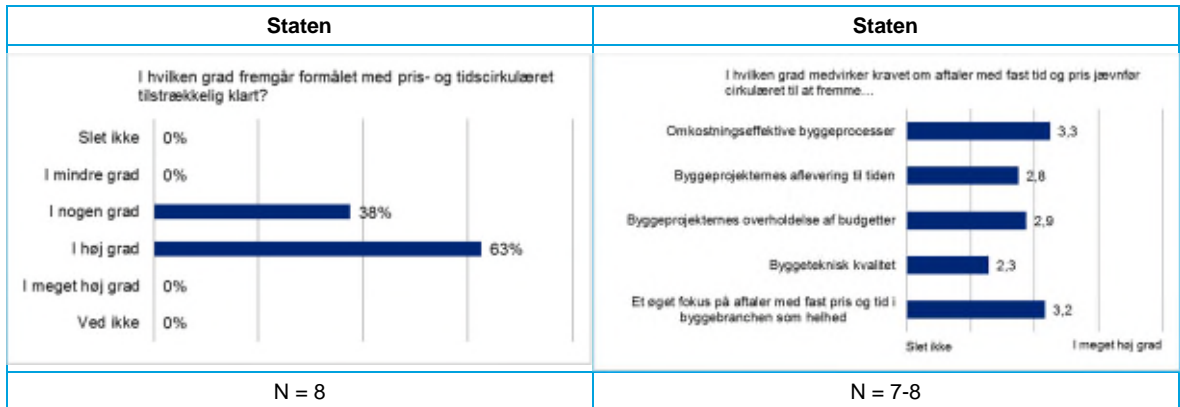 Staten
Staten
I hvilken grad fremgår formålet med pris- og tidscirkulæret
tilstrækkelig klart?
Slet ikke 0%
I mindre grad 0%
I nogen grad 38%
I høj grad 63%
I meget høj grad 0%
Ved ikke 0%
I hvilken grad medvirker kravet om aftaler med fast tid og pris jævnfør
cirkulæret til at fremme...
Omkostningseffektive byggeprocesser 3,3
Byggeprojekternes aflevering til tiden 2,8
Byggeprojekternes overholdelse af budgetter 2,9
Byggeteknisk kvalitet 2,3
Et øget fokus på aftaler med fast pris og tid i
byggebranchen som helhed 3,2
Slet ikke I meget høj grad
N = 8
N = 7-8